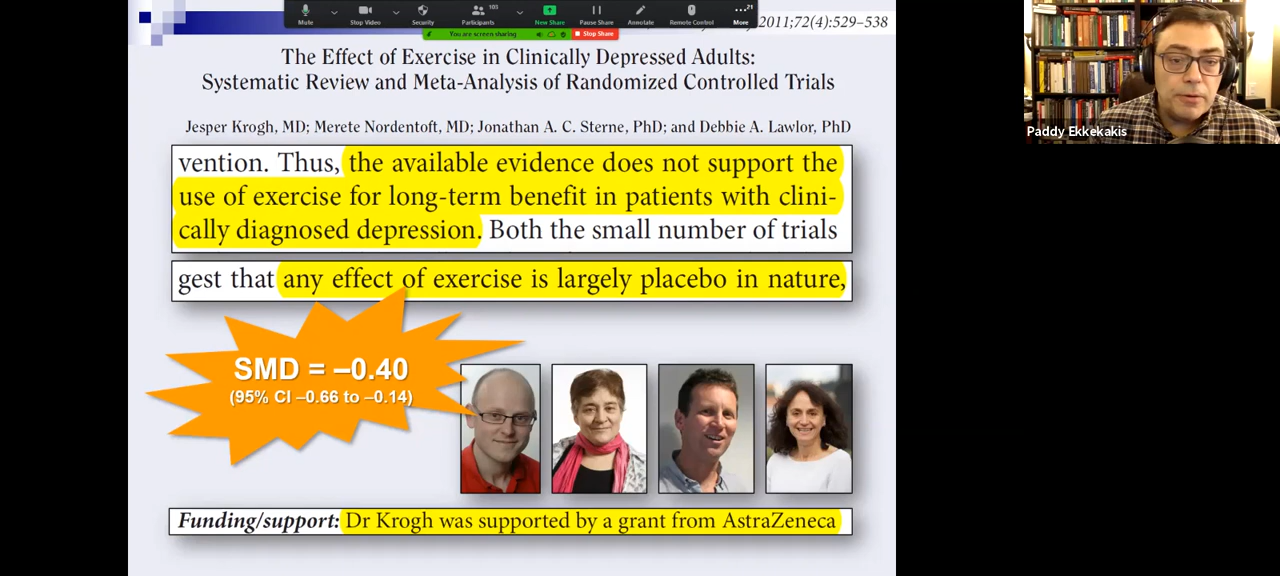 Mute
Stop Video
Security
Participants
103
New Share
Pause Share
Annotate
Remote Control
21
More
You are screen sharing
Stop Share
2011;72(4):529–538
The Effect of Exercise in Clinically Depressed Adults:
Systematic Review and Meta-Analysis of Randomized Controlled Trials
Jesper Krogh, MD; Merete Nordentoft, MD; Jonathan A. C. Sterne, PhD; and Debbie A. Lawlor, PhD
vention. Thus, the available evidence does not support the
use of exercise for long-term benefit in patients with clini-
cally diagnosed depression. Both the small number of trials
gest that any effect of exercise is largely placebo in nature,
SMD = –0.40
(95% CI –0.66 to –0.14)
Funding/support: Dr Krogh was supported by a grant from AstraZeneca
Paddy Ekkekakis